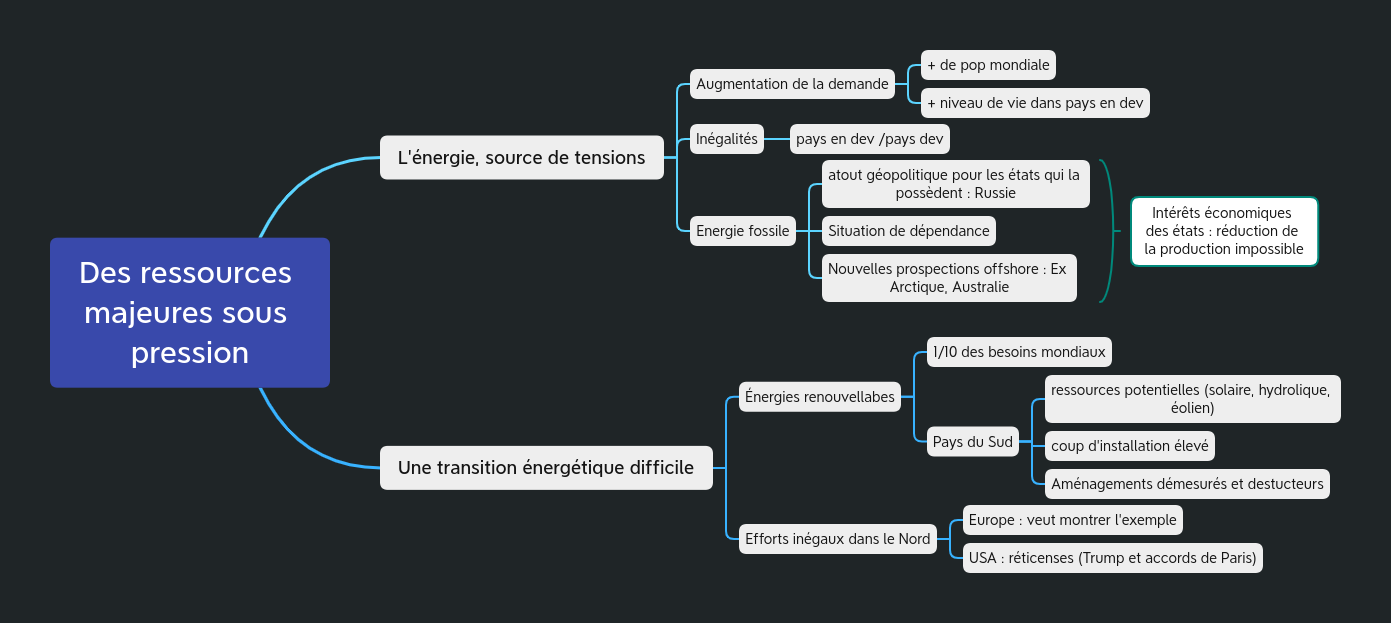 Des ressources
majeures sous
pression
L'énergie, source de tensions
Augmentation de la demande
+ de pop mondiale
+ niveau de vie dans pays en dev
Inégalités
pays en dev /pays dev
Energie fossile
atout géopolitique pour les états qui la
possèdent : Russie
Situation de dépendance
Nouvelles prospections offshore : Ex
Arctique, Australie
Intérêts économiques
des états : réduction de
la production impossible
Une transition énergétique difficile
Énergies renouvellabes
1/10 des besoins mondiaux
Pays du Sud
ressources potentielles (solaire, hydrolique,
éolien)
coup d'installation élevé
Aménagements démesurés et destucteurs
Efforts inégaux dans le Nord
Europe : veut montrer l'exemple
USA : réticenses (Trump et accords de Paris)